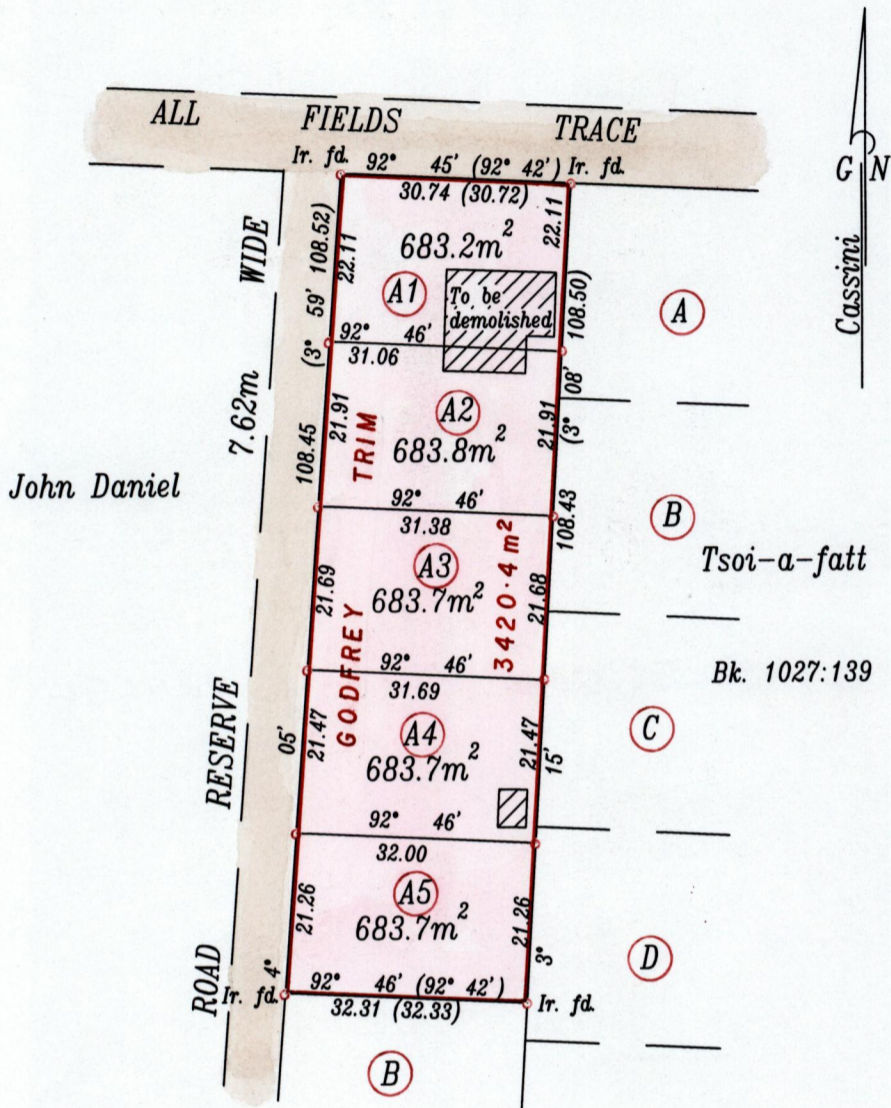 ALL FIELDS TRACE
Ir. fd. 92° 45' (92° 42') Ir. fd.
30.74 (30.72)
G N
Cassini
WIDE
7.62m
RESERVE
ROAD
(3° 59' 108.52)
22.11
22.11
683.2m²
A1
To be
demolished
(3° 08' 108.50)
A
92° 46'
31.06
A2
683.8m²
21.91
21.91
TRIM
108.45
108.43
John Daniel
92° 46'
31.38
B
Tsoi-a-fatt
A3
683.7m²
21.69
21.68
3420.4m²
GODFREY
92° 46'
31.69
Bk. 1027:139
A4
683.7m²
C
05'
21.47
21.47
15'
92° 46'
32.00
A5
683.7m²
21.26
21.26
4°
3°
D
Ir. fd. 92° 46' (92° 42') Ir. fd.
32.31 (32.33)
B